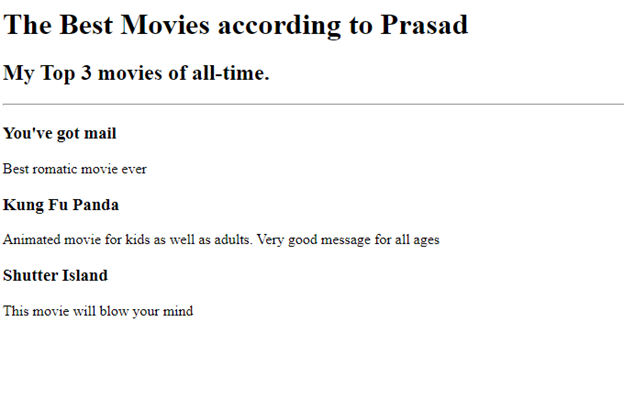 The Best Movies according to Prasad
My Top 3 movies of all-time.
You've got mail
Best romatic movie ever
Kung Fu Panda
Animated movie for kids as well as adults. Very good message for all ages
Shutter Island
This movie will blow your mind